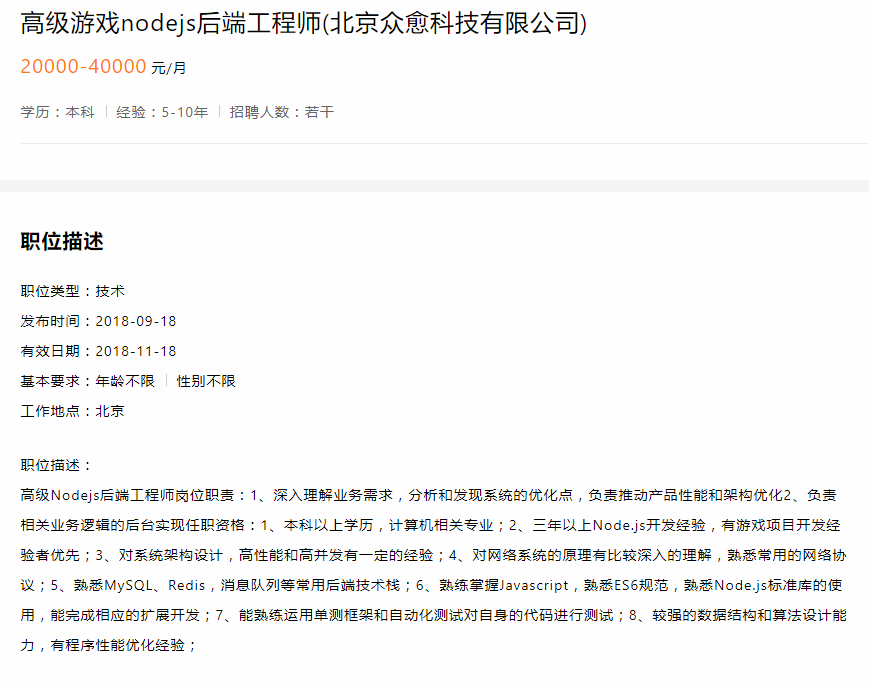 高级游戏nodejs后端工程师(北京众愈科技有限公司)
20000-40000 元/月
学历：本科 经验：5-10年 招聘人数：若干
职位描述
职位类型：技术
发布时间：2018-09-18
有效日期：2018-11-18
基本要求：年龄不限 性别不限
工作地点：北京
职位描述：
高级Nodejs后端工程师岗位职责：1、深入理解业务需求，分析和发现系统的优化点，负责推动产品性能和架构优化2、负责
相关业务逻辑的后台实现任职资格：1、本科以上学历，计算机相关专业；2、三年以上Node.js开发经验，有游戏项目开发经
验者优先；3、对系统架构设计，高性能和高并发有一定的经验；4、对网络系统的原理有比较深入的理解，熟悉常用的网络协
议；5、熟悉MySQL、Redis，消息队列等常用后端技术栈；6、熟练掌握Javascript，熟悉ES6规范，熟悉Node.js标准库的使
用，能完成相应的扩展开发；7、能熟练运用单测框架和自动化测试对自身的代码进行测试；8、较强的数据结构和算法设计能
力，有程序性能优化经验；